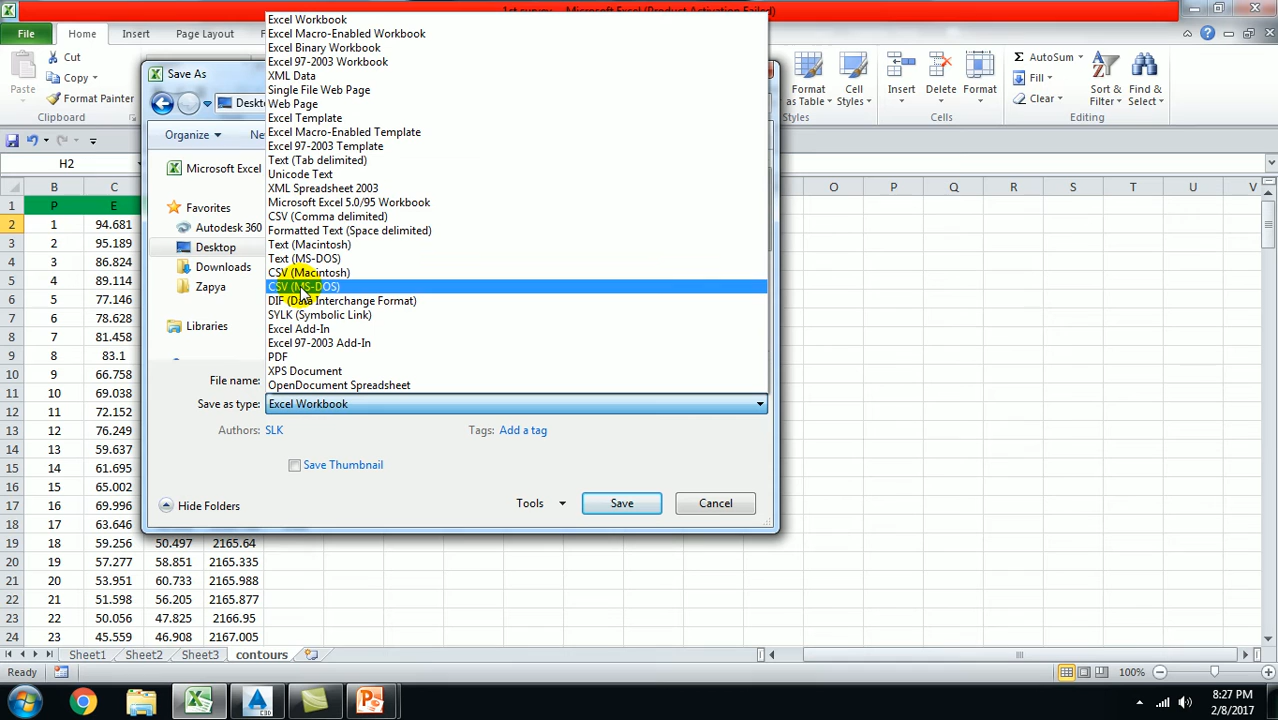 1st survey - Microsoft Excel (Product Activation Failed)
File Home Insert Page Layout
Cut
Copy
Format Painter
Paste
Clipboard
Format as Table
Cell Styles
Styles
Insert
Delete
Format
Cells
AutoSum
Fill
Clear
Sort & Filter
Find & Select
Editing
H2
Save As
Deskto
Organize
Microsoft Excel
Favorites
Autodesk 360
Desktop
Downloads
Zapya
Libraries
Excel Workbook
Excel Macro-Enabled Workbook
Excel Binary Workbook
Excel 97-2003 Workbook
XML Data
Single File Web Page
Web Page
Excel Template
Excel Macro-Enabled Template
Excel 97-2003 Template
Text (Tab delimited)
Unicode Text
XML Spreadsheet 2003
Microsoft Excel 5.0/95 Workbook
CSV (Comma delimited)
Formatted Text (Space delimited)
Text (Macintosh)
Text (MS-DOS)
CSV (Macintosh)
CSV (MS-DOS)
DIF (Data Interchange Format)
SYLK (Symbolic Link)
Excel Add-In
Excel 97-2003 Add-In
PDF
XPS Document
OpenDocument Spreadsheet
File name:
Save as type: Excel Workbook
Authors: SLK
Tags: Add a tag
Save Thumbnail
Hide Folders
Tools
Save
Cancel
B C O P Q R S T U V
1 P E
2 1 94.681
3 2 95.189
4 3 86.824
5 4 89.114
6 5 77.146
7 6 78.628
8 7 81.458
9 8 83.1
10 9 66.758
11 10 69.038
12 11 72.152
13 12 76.249
14 13 59.637
15 14 61.695
16 15 65.002
17 16 69.996
18 17 63.646
19 18 59.256 50.497 2165.64
20 19 57.277 58.851 2165.335
21 20 53.951 60.733 2165.988
22 21 51.598 56.205 2165.877
23 22 50.056 47.825 2166.95
24 23 45.559 46.908 2167.005
Sheet1 Sheet2 Sheet3 contours
Ready
100%
8:27 PM
2/8/2017